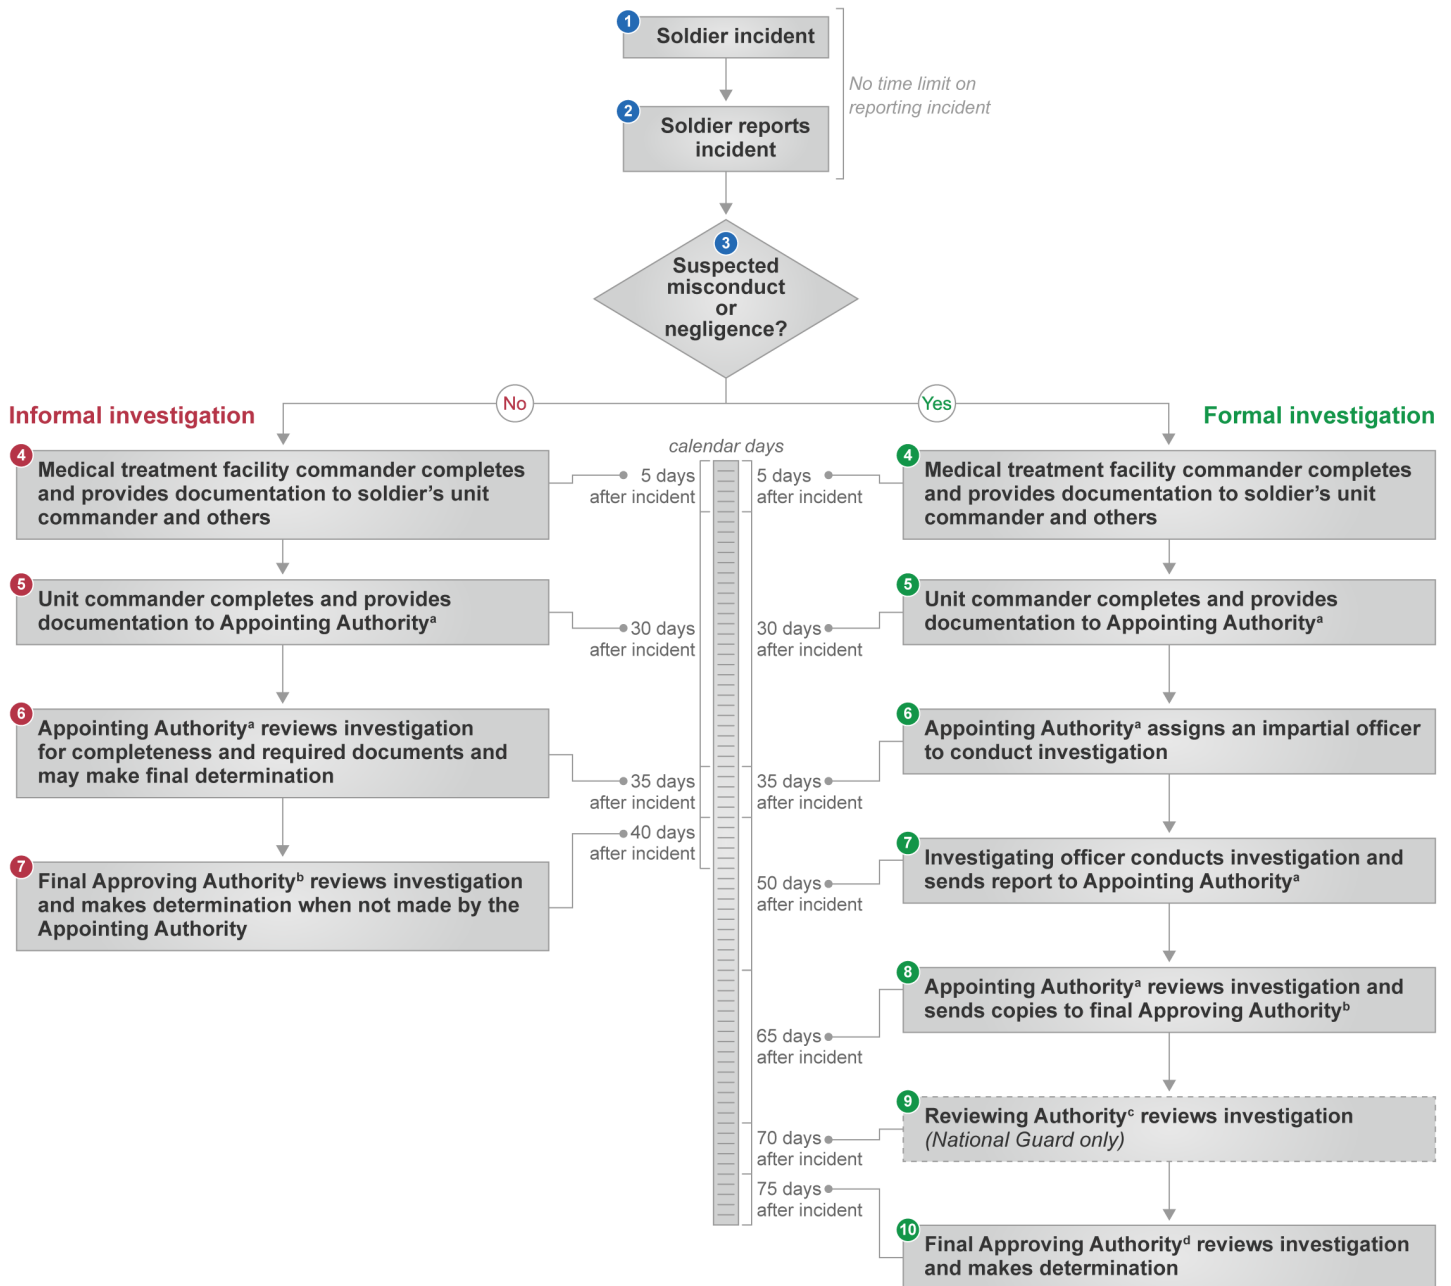 1
Soldier incident
No time limit on
reporting incident
2
Soldier reports
incident
3
Suspected
misconduct
or
negligence?
No
Yes
Informal investigation
Formal investigation
calendar days
4
Medical treatment facility commander completes
and provides documentation to soldier's unit
commander and others
5 days
after incident
5
Unit commander completes and provides
documentation to Appointing Authorityᵃ
30 days
after incident
6
Appointing Authorityᵃ reviews investigation
for completeness and required documents and
may make final determination
35 days
after incident
7
Final Approving Authorityᵇ reviews investigation
and makes determination when not made by the
Appointing Authority
40 days
after incident
4
Medical treatment facility commander completes
and provides documentation to soldier's unit
commander and others
5 days
after incident
5
Unit commander completes and provides
documentation to Appointing Authorityᵃ
30 days
after incident
6
Appointing Authorityᵃ assigns an impartial officer
to conduct investigation
35 days
after incident
7
Investigating officer conducts investigation and
sends report to Appointing Authorityᵃ
50 days
after incident
8
Appointing Authorityᵃ reviews investigation and
sends copies to final Approving Authorityᵇ
65 days
after incident
9
Reviewing Authorityᶜ reviews investigation
(National Guard only)
70 days
after incident
10
Final Approving Authorityᵈ reviews investigation
and makes determination
75 days
after incident